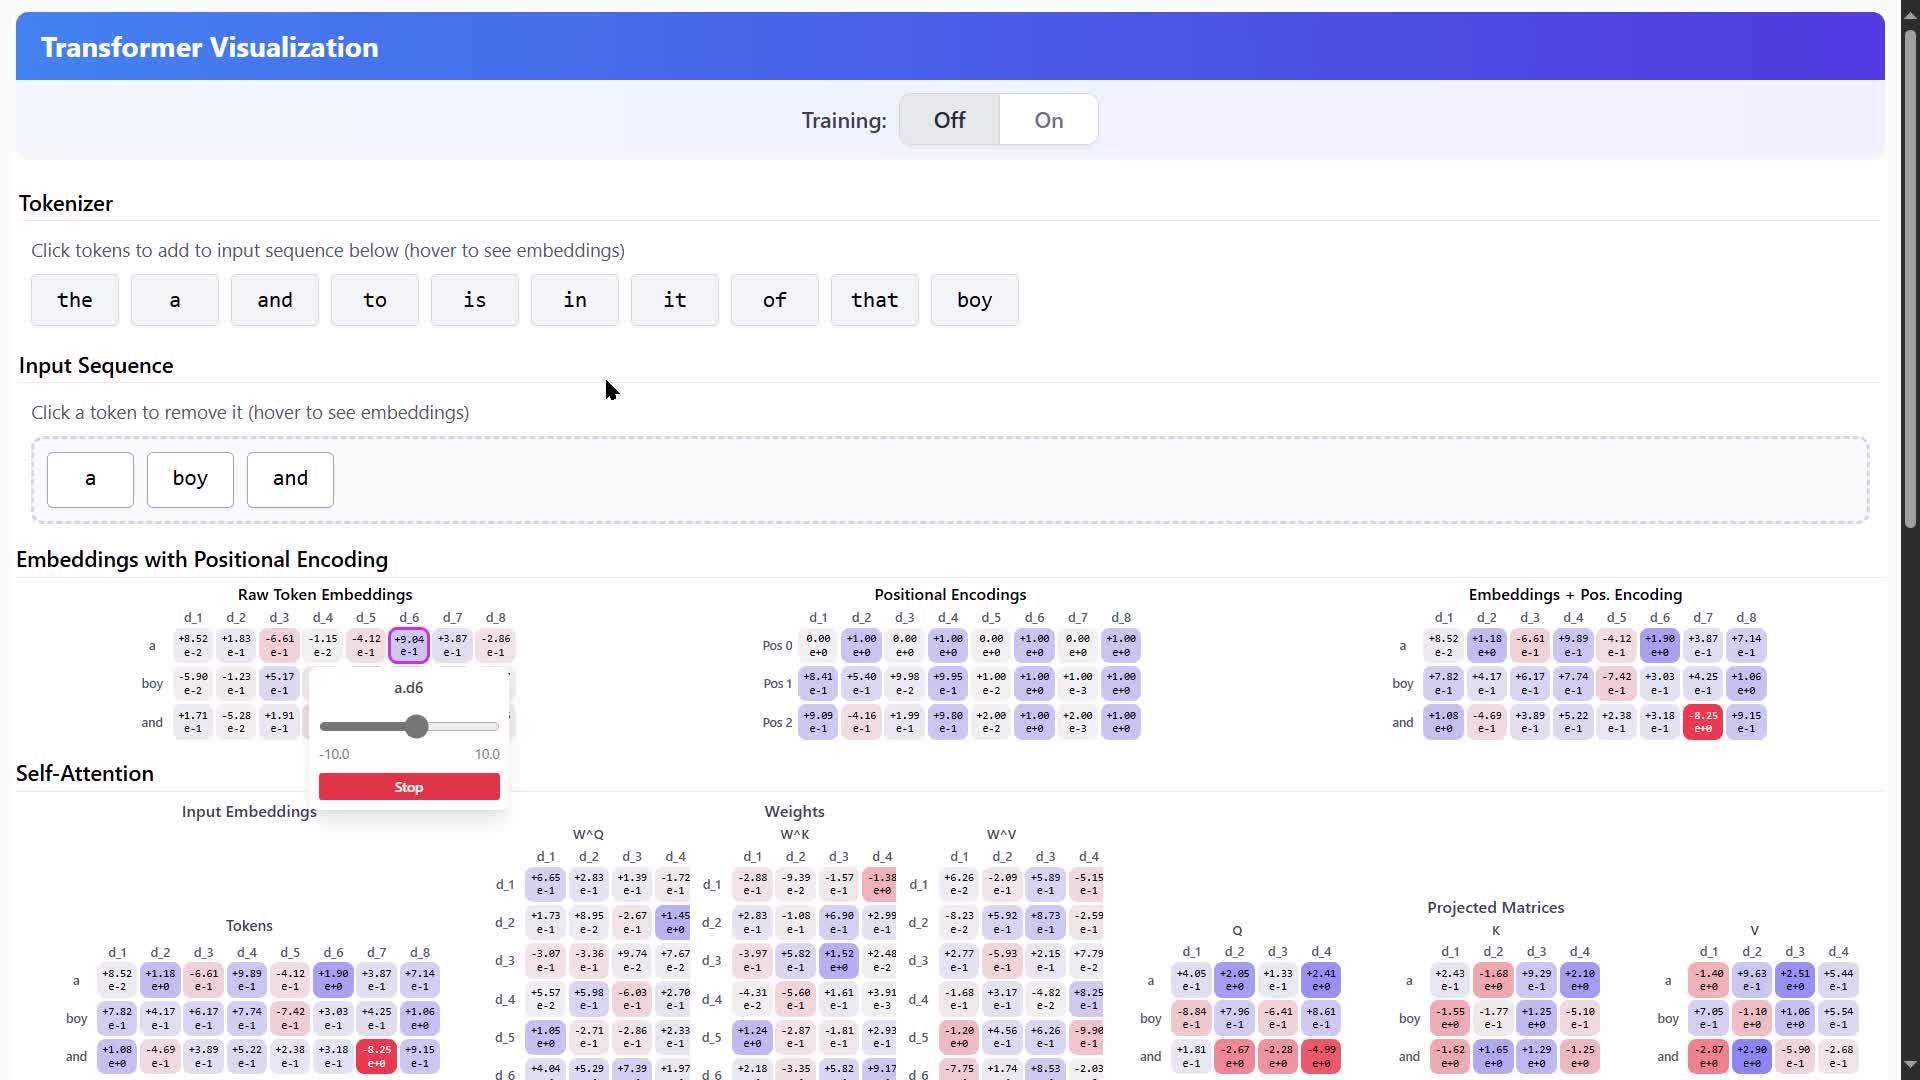 Transformer Visualization
Training: Off On
Tokenizer
Click tokens to add to input sequence below (hover to see embeddings)
the a and to is in it of that boy
Input Sequence
Click a token to remove it (hover to see embeddings)
a boy and
Embeddings with Positional Encoding
Raw Token Embeddings
d_1 d_2 d_3 d_4 d_5 d_6 d_7 d_8
a +8.52 e-2 +1.83 e-1 -6.61 e-1 -1.15 e-2 -4.12 e-1 +9.04 e-1 +3.87 e-1 -2.86 e-1
boy -5.90 e-2 -1.23 e-1 +5.17 e-1
and +1.71 e-1 -5.28 e-2 +1.91 e-1
a.d6
-10.0 10.0
Stop
Positional Encodings
d_1 d_2 d_3 d_4 d_5 d_6 d_7 d_8
Pos 0 0.00 e+0 +1.00 e+0 0.00 e+0 +1.00 e+0 0.00 e+0 +1.00 e+0 0.00 e+0 +1.00 e+0
Pos 1 +8.41 e-1 +5.40 e-1 +9.98 e-2 +9.95 e-1 +1.00 e-2 +1.00 e+0 +1.00 e-3 +1.00 e+0
Pos 2 +9.09 e-1 -4.16 e-1 +1.99 e-1 +9.80 e-1 +2.00 e-2 +1.00 e+0 +2.00 e-3 +1.00 e+0
Embeddings + Pos. Encoding
d_1 d_2 d_3 d_4 d_5 d_6 d_7 d_8
a +8.52 e-2 +1.18 e+0 -6.61 e-1 +9.89 e-1 -4.12 e-1 +1.90 e+0 +3.87 e-1 +7.14 e-1
boy +7.82 e-1 +4.17 e-1 +6.17 e-1 +7.74 e-1 -7.42 e-1 +3.03 e-1 +4.25 e-1 +1.06 e+0
and +1.08 e+0 -4.69 e-1 +3.89 e-1 +5.22 e-1 +2.38 e-1 +3.18 e-1 -8.25 e+0 +9.15 e-1
Self-Attention
Input Embeddings
Tokens
d_1 d_2 d_3 d_4 d_5 d_6 d_7 d_8
a +8.52 e-2 +1.18 e+0 -6.61 e-1 +9.89 e-1 -4.12 e-1 +1.90 e+0 +3.87 e-1 +7.14 e-1
boy +7.82 e-1 +4.17 e-1 +6.17 e-1 +7.74 e-1 -7.42 e-1 +3.03 e-1 +4.25 e-1 +1.06 e+0
and +1.08 e+0 -4.69 e-1 +3.89 e-1 +5.22 e-1 +2.38 e-1 +3.18 e-1 -8.25 e+0 +9.15 e-1
Weights
W^Q
d_1 d_2 d_3 d_4
d_1 +6.65 e-1 +2.83 e-1 +1.39 e-1 -1.72 e-1
d_2 +1.73 e-1 +8.95 e-2 -2.67 e-1 +1.45 e+0
d_3 -3.07 e-1 -3.36 e-1 +9.74 e-2 +7.67 e-2
d_4 +5.57 e-2 +5.98 e-1 -6.03 e-1 +2.70 e-1
d_5 +1.05 e+0 -2.71 e-1 -2.86 e-1 +2.33 e-1
d_6 +4.04 +5.29 +7.39 +1.97
W^K
d_1 d_2 d_3 d_4
d_1 -2.88 e-1 -9.39 e-2 -1.57 e-1 -1.38 e+0
d_2 +2.83 e-1 -1.08 e-1 +6.90 e-1 +2.99 e-1
d_3 -3.97 e-1 +5.82 e-1 +1.52 e+0 +2.48 e-2
d_4 -4.31 e-2 -5.60 e-1 +1.61 e-1 +3.91 e-3
d_5 +1.24 e+0 -2.87 e-1 -1.81 e-1 +2.93 e-1
d_6 +2.18 -3.35 +5.82 +9.17
W^V
d_1 d_2 d_3 d_4
d_1 +6.26 e-2 -2.09 e-1 +5.89 e-1 -5.15 e-1
d_2 -8.23 e-2 +5.92 e-1 +8.73 e-1 -2.59 e-1
d_3 +2.77 e-1 -5.93 e-1 +2.15 e-1 +7.79 e-2
d_4 -1.68 e-1 +3.17 e-1 -4.82 e-2 +8.25 e-1
d_5 -1.20 e+0 +4.56 e-1 +6.26 e-1 -9.90 e-1
d_6 -7.75 +1.74 +8.53 -2.03
Projected Matrices
Q
d_1 d_2 d_3 d_4
a +4.05 e-1 +2.05 e+0 +1.33 e-1 +2.41 e+0
boy -8.84 e-1 +7.96 e-1 -6.41 e-1 +8.61 e-1
and +1.81 e-1 -2.67 e+0 -2.28 e+0 -4.99 e+0
K
d_1 d_2 d_3 d_4
a +2.43 e-1 -1.68 e+0 +9.29 e-1 +2.10 e+0
boy -1.55 e+0 -1.77 e-1 +1.25 e+0 -5.10 e-1
and -1.62 e+0 +1.65 e+0 +1.29 e+0 -1.25 e+0
V
d_1 d_2 d_3 d_4
a -1.40 e+0 +9.63 e-1 +2.51 e+0 +5.44 e-1
boy +7.05 e-1 -1.10 e+0 +1.06 e+0 +5.54 e-1
and -2.87 e+0 +2.90 e+0 -5.90 e-1 -2.68 e-1